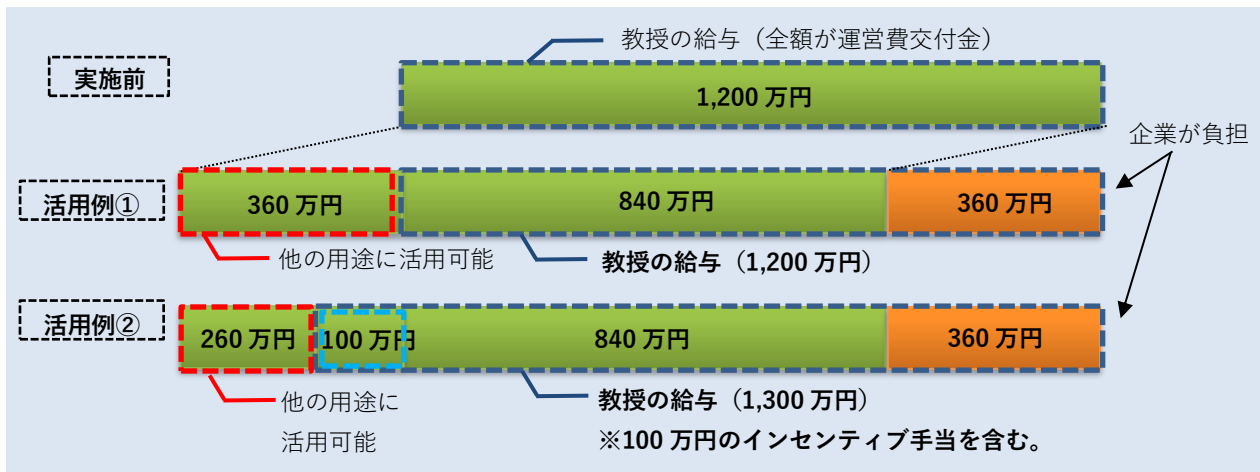 教授の給与（全額が運営費交付金）
実施前
1,200 万円
企業が負担
活用例①
360 万円
840 万円
360 万円
他の用途に活用可能
教授の給与（1,200 万円）
活用例②
260 万円
100 万円
840 万円
360 万円
他の用途に
活用可能
教授の給与（1,300 万円）
※100 万円のインセンティブ手当を含む。